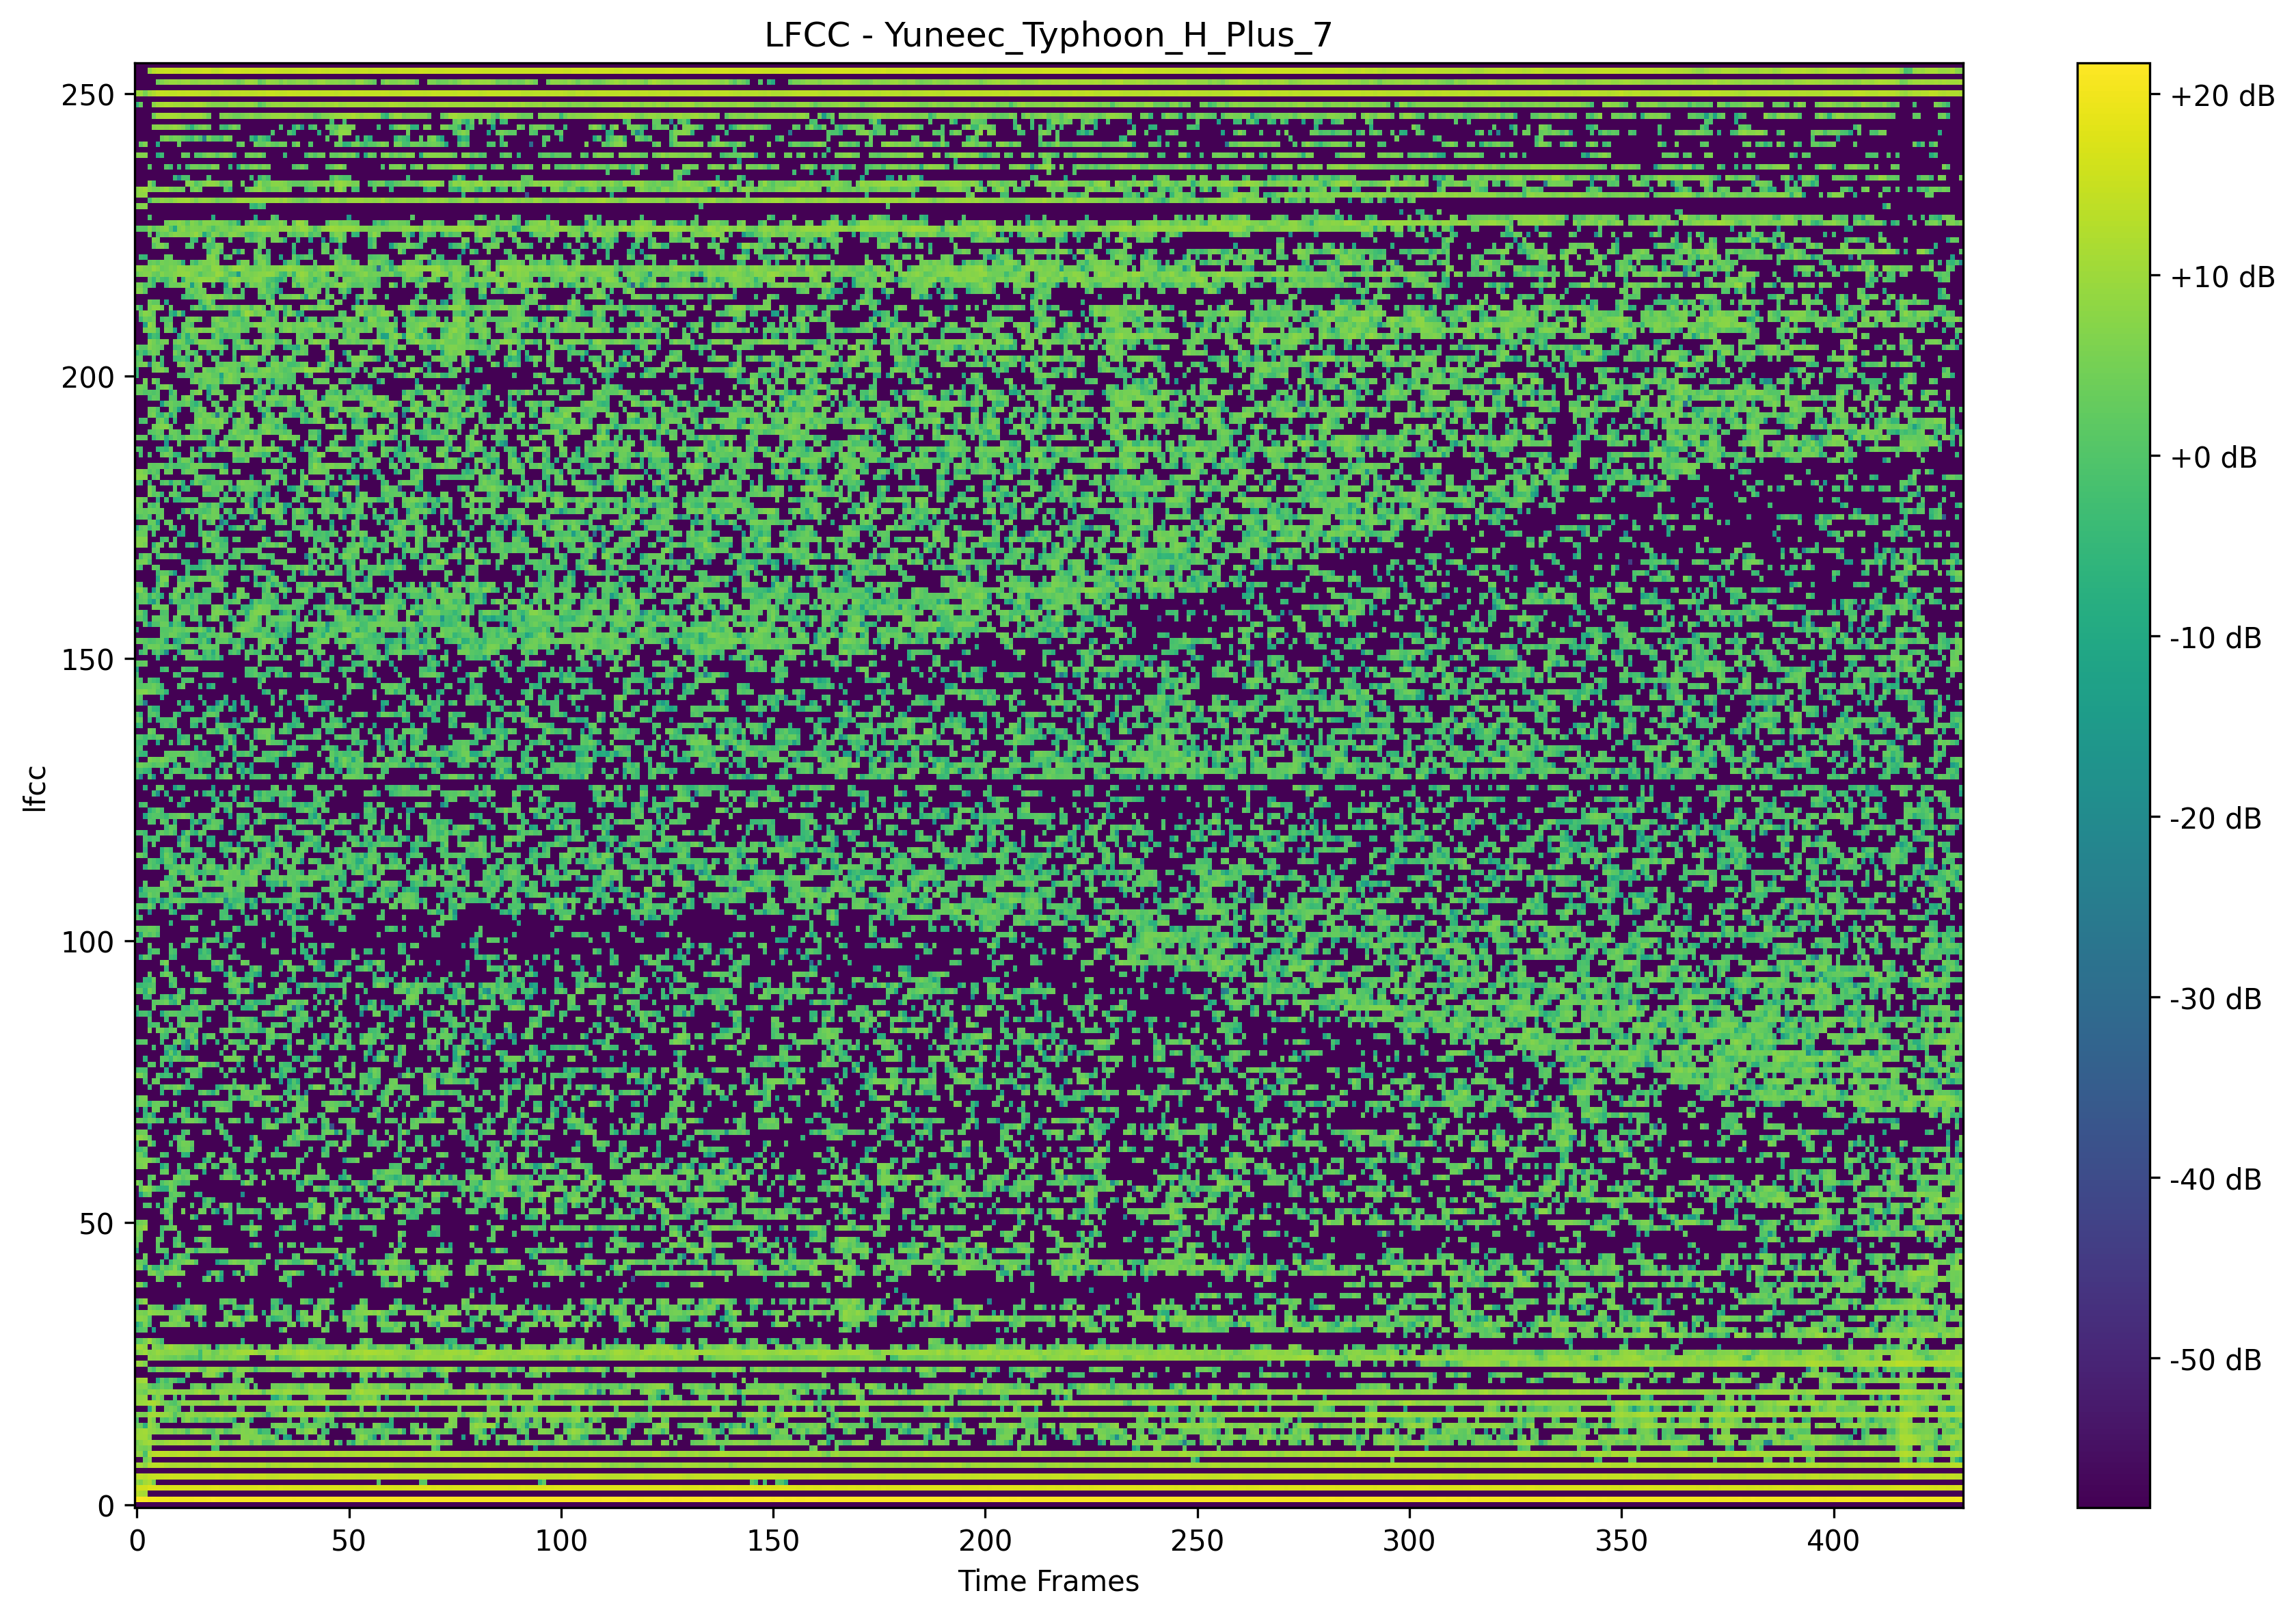 LFCC - Yuneec_Typhoon_H_Plus_7
250
200
150
100
50
0
lfcc
0 50 100 150 200 250 300 350 400
Time Frames
+20 dB
+10 dB
+0 dB
-10 dB
-20 dB
-30 dB
-40 dB
-50 dB